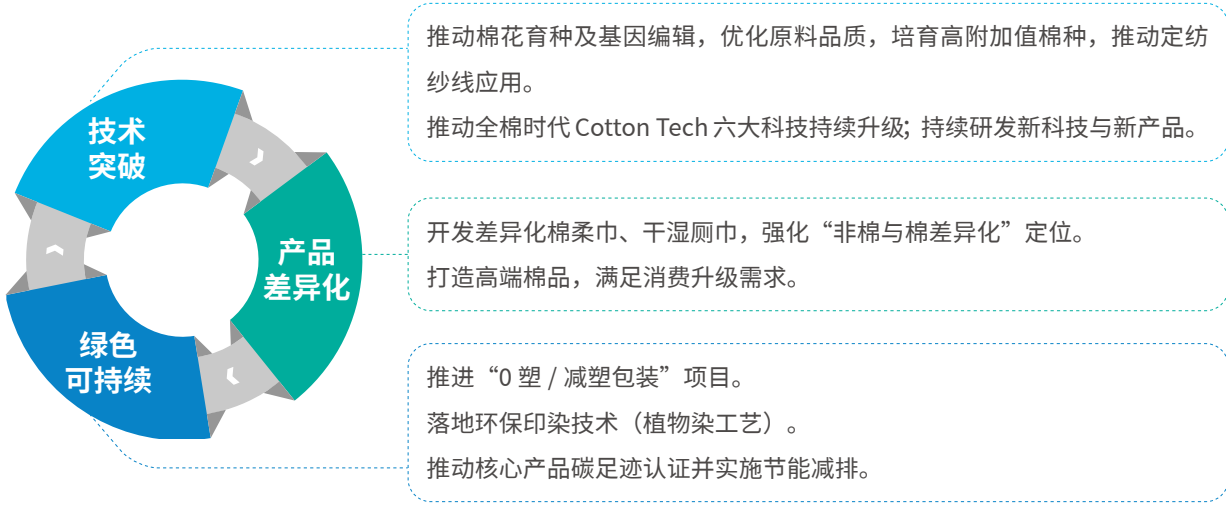 技术
突破
推动棉花育种及基因编辑，优化原料品质，培育高附加值棉种，推动定纺
纱线应用。
推动全棉时代 Cotton Tech 六大科技持续升级; 持续研发新科技与新产品。
产品
差异化
开发差异化棉柔巾、干湿厕巾，强化“非棉与棉差异化”定位。
打造高端棉品，满足消费升级需求。
绿色
可持续
推进“0 塑 / 减塑包装”项目。
落地环保印染技术（植物染工艺）。
推动核心产品碳足迹认证并实施节能减排。